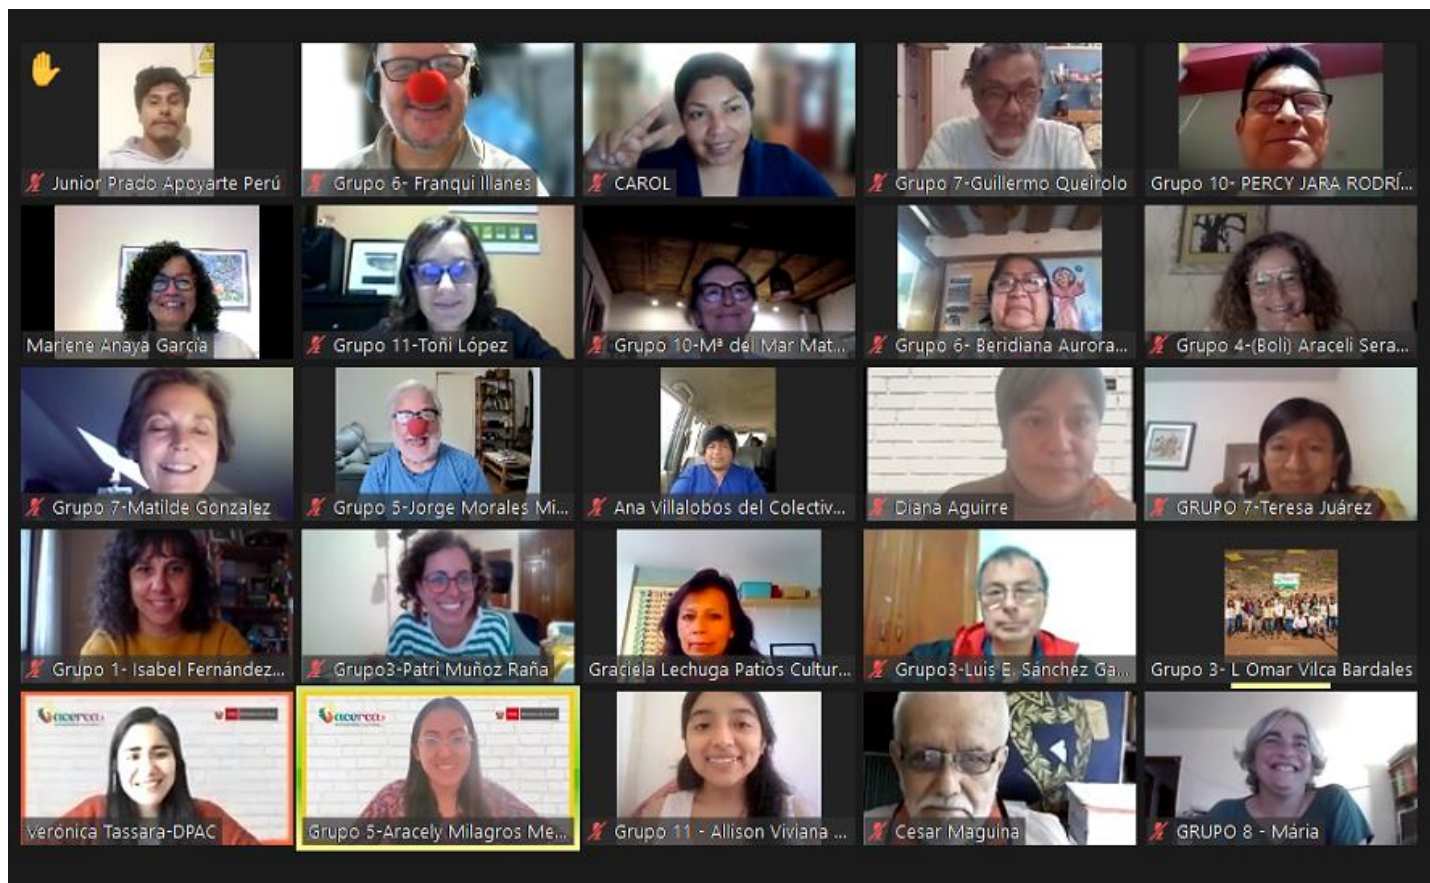 Junior Prado Apoyarte Perú
Grupo 6- Franqui Illanes
CAROL
Grupo 7-Guillermo Queirolo
Grupo 10- PERCY JARA RODRÍ...
Marlene Anaya García
Grupo 11-Toñi López
Grupo 10-Mª del Mar Mat...
Grupo 6- Beridiana Aurora...
Grupo 4-(Boli) Araceli Sera...
Grupo 7-Matilde González
Grupo 5-Jorge Morales Mi...
Ana Villalobos del Colectiv...
Diana Aguirre
GRUPO 7-Teresa Juárez
Grupo 1- Isabel Fernández...
Grupo3-Patri Muñoz Raña
Graciela Lechuga Patios Cultur...
Grupo3-Luis E. Sánchez Ga...
Grupo 3- L Omar Vilca Bardales
acerca
acerca
Verónica Tassara-DPAC
Grupo 5-Aracely Milagros Me...
Grupo 11 - Allison Viviana ...
Cesar Maguina
GRUPO 8 - Mária